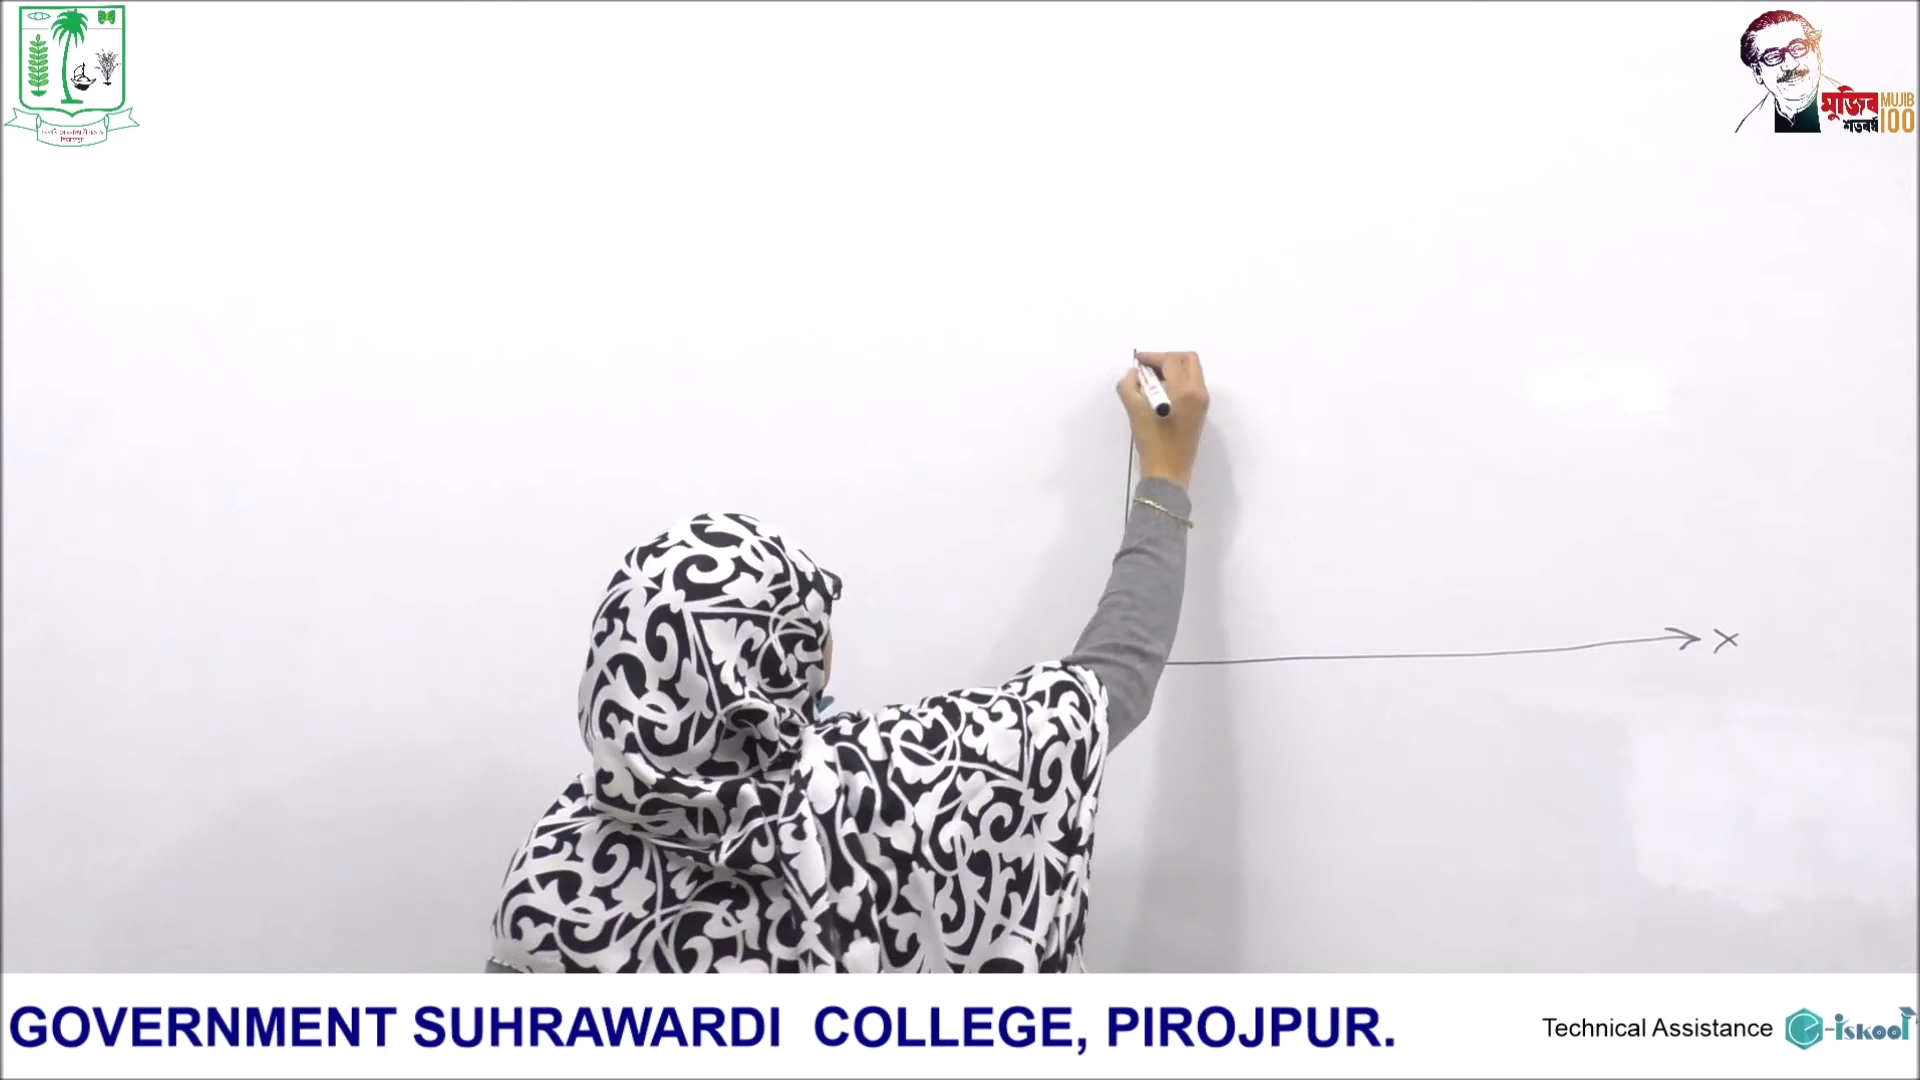 মুজিব
শতবর্ষ
MUJIB
100
X
GOVERNMENT SUHRAWARDI COLLEGE, PIROJPUR.
Technical Assistance e-iskool